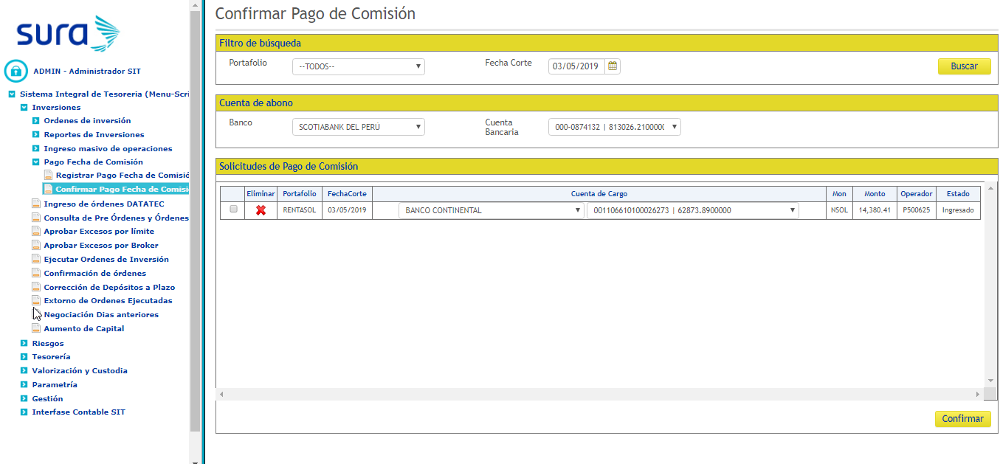 sura
ADMIN - Administrador SIT
Sistema Integral de Tesoreria (Menu-Scri
Inversiones
Ordenes de inversión
Reportes de Inversiones
Ingreso masivo de operaciones
Pago Fecha de Comisión
Registrar Pago Fecha de Comisió
Confirmar Pago Fecha de Comisi
Ingreso de órdenes DATATEC
Consulta de Pre Órdenes y Órdenes
Aprobar Excesos por límite
Aprobar Excesos por Broker
Ejecutar Ordenes de Inversión
Confirmación de órdenes
Corrección de Depósitos a Plazo
Extorno de Ordenes Ejecutadas
Negociación Dias anteriores
Aumento de Capital
Riesgos
Tesorería
Valorización y Custodia
Parametría
Gestión
Interfase Contable SIT
Confirmar Pago de Comisión
Filtro de búsqueda
Portafolio --TODOS-- Fecha Corte 03/05/2019 Buscar
Cuenta de abono
Banco SCOTIABANK DEL PERÚ Cuenta Bancaria 000-0874132 | 813026.2100000
Solicitudes de Pago de Comisión
Eliminar Portafolio FechaCorte Cuenta de Cargo Mon Monto Operador Estado
RENTASOL 03/05/2019 BANCO CONTINENTAL 001106610100026273 | 62873.8900000 NSOL 14,380.41 P500625 Ingresado
Confirmar